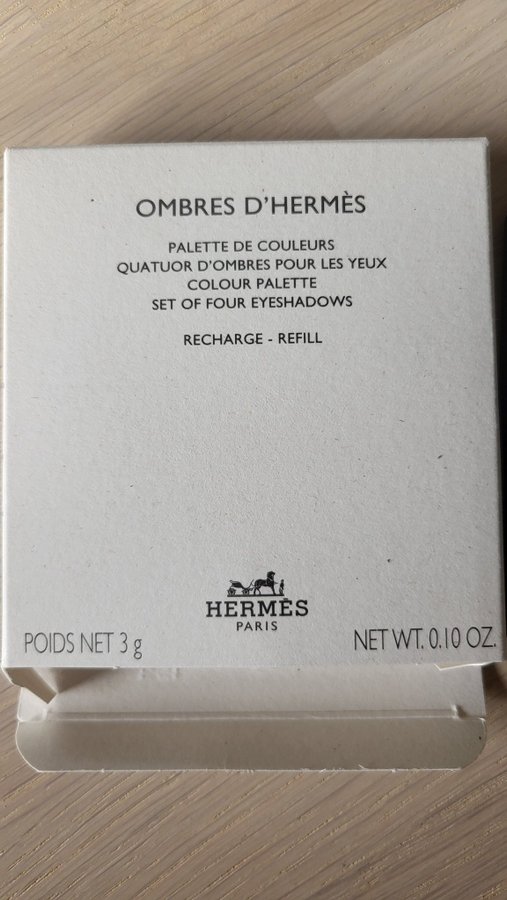 OMBRES D'HERMÈS
PALETTE DE COULEURS
QUATUOR D'OMBRES POUR LES YEUX
COLOUR PALETTE
SET OF FOUR EYESHADOWS
RECHARGE - REFILL
HERMÈS
PARIS
POIDS NET 3 g
NET WT. 0.10 OZ.